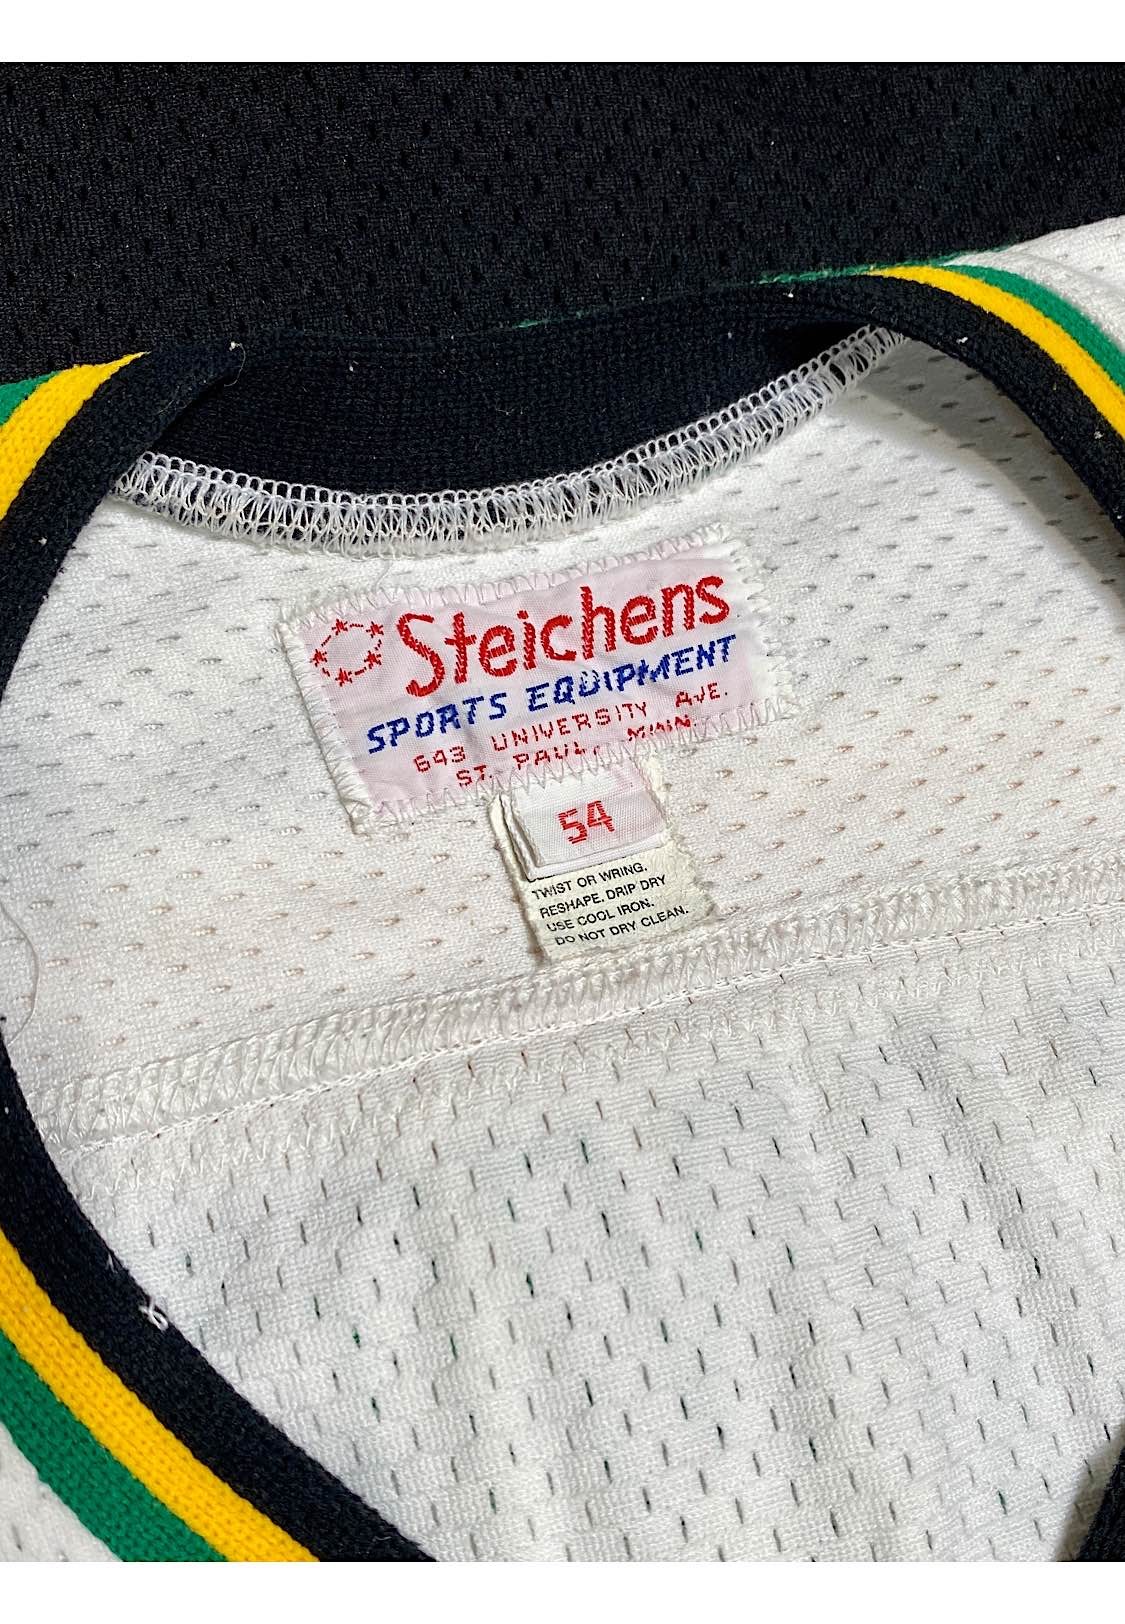 Steichens
SPORTS EQUIPMENT
643 UNIVERSITY AVE.
ST. PAUL, MINN.
54
TWIST OR WRING.
RESHAPE. DRIP DRY
USE COOL IRON.
DO NOT DRY CLEAN.